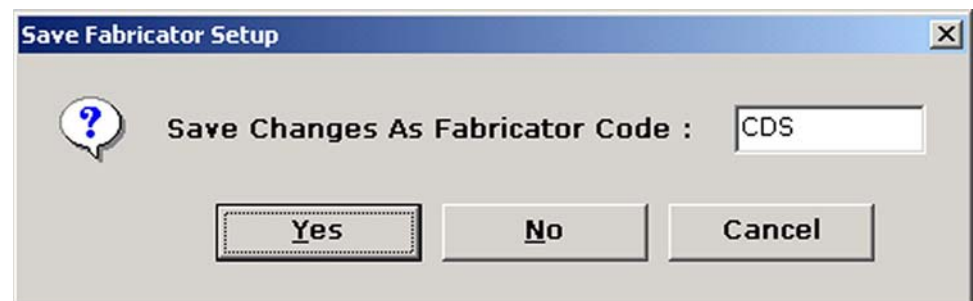 Save Fabricator Setup
Save Changes As Fabricator Code : CDS
Yes No Cancel